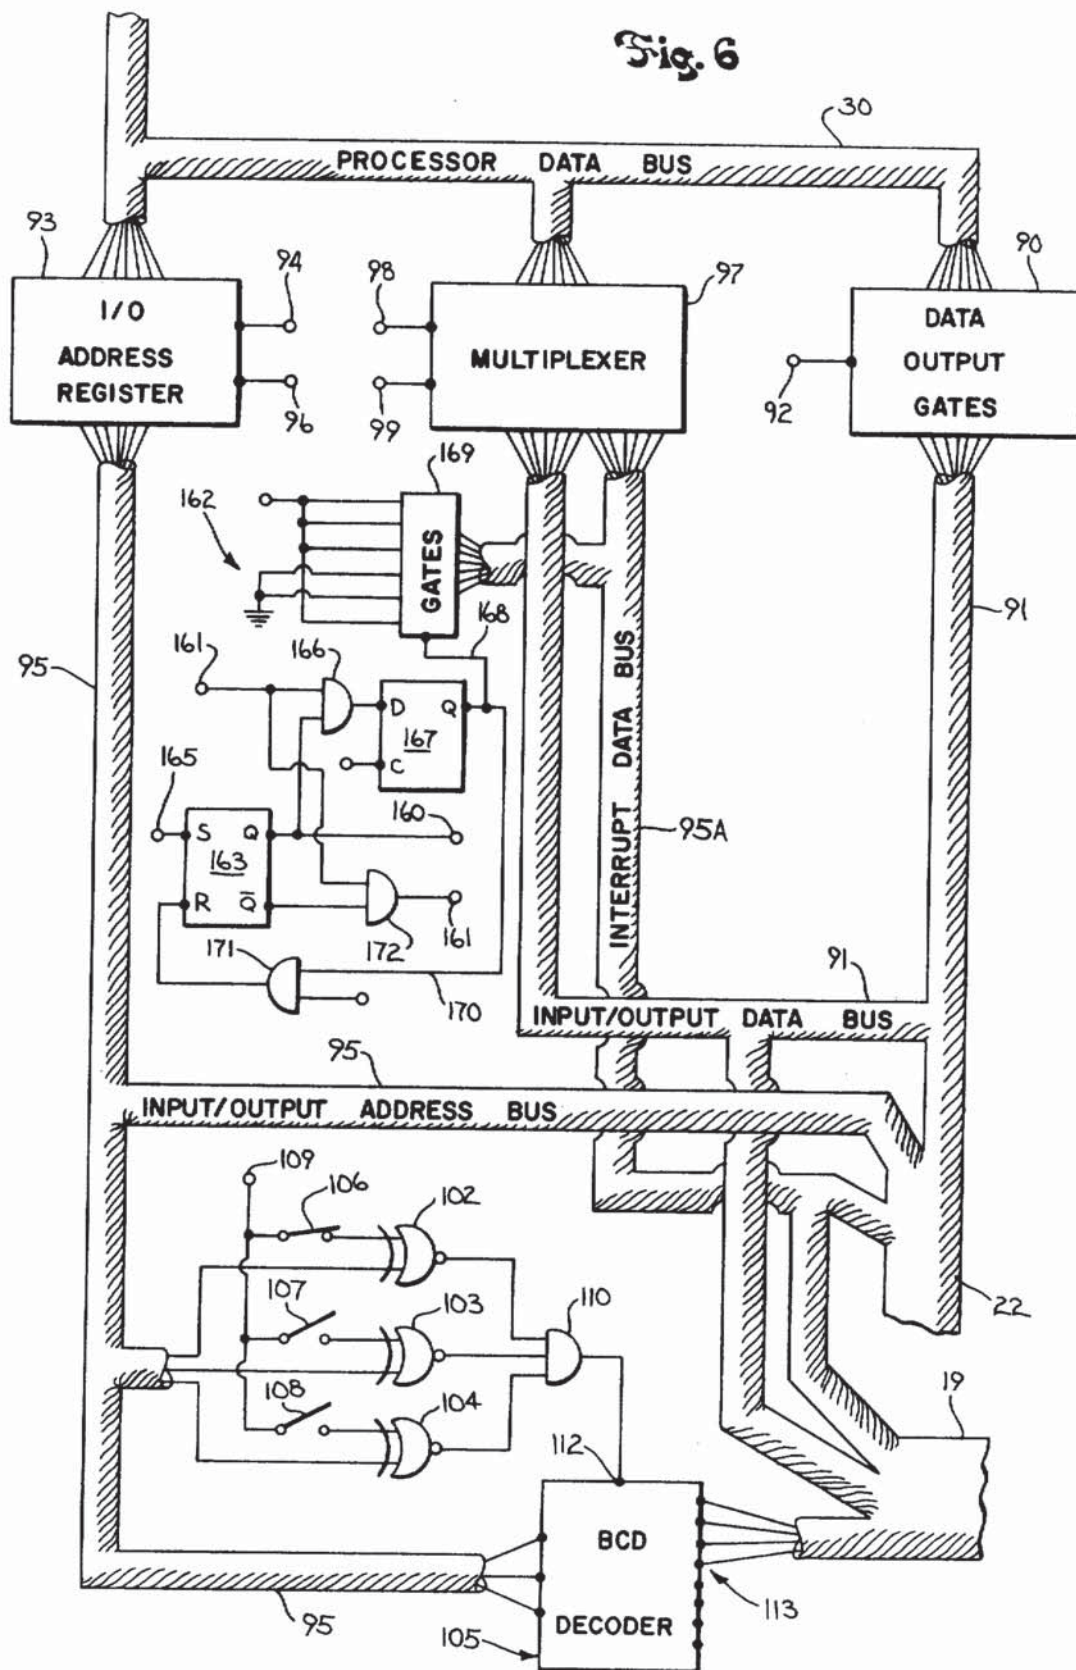 Fig. 6
30
PROCESSOR DATA BUS
93
94
98
97
90
I/O
ADDRESS
REGISTER
MULTIPLEXER
DATA
OUTPUT
GATES
96
99
92
169
162
GATES
168
91
95
161
166
D Q
167
C
165
160
S Q
163
R Q̅
161
172
171
170
INTERRUPT DATA BUS
95A
91
INPUT/OUTPUT DATA BUS
95
INPUT/OUTPUT ADDRESS BUS
109
106
102
107
103
110
108
104
22
19
112
BCD
DECODER
113
95
105